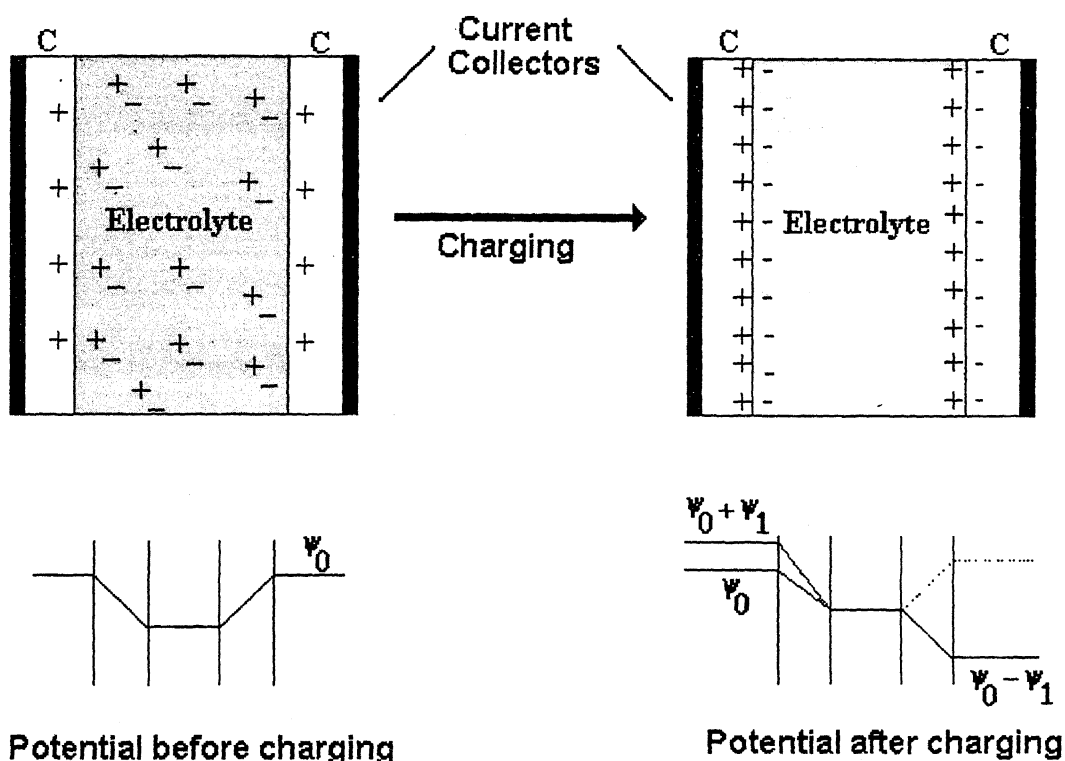 C
C
Current
Collectors
C
C
Electrolyte
Charging
Electrolyte
Ψ0
Ψ0 + Ψ1
Ψ0
Ψ0 − Ψ1
Potential before charging
Potential after charging